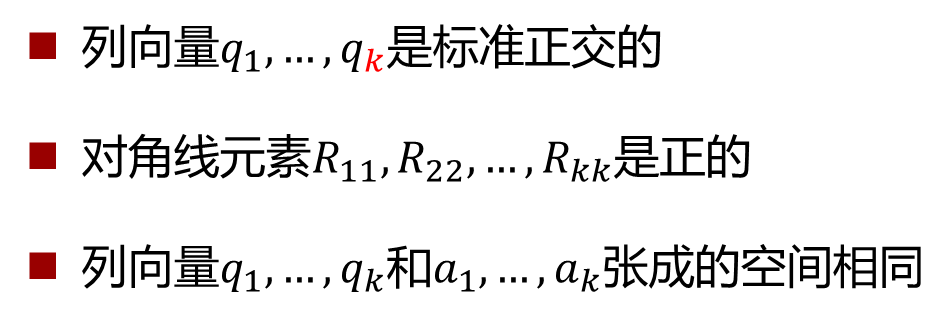 列向量q₁, … , qₖ是标准正交的
对角线元素R₁₁, R₂₂, … , Rₖₖ是正的
列向量q₁, … , qₖ和a₁, … , aₖ张成的空间相同